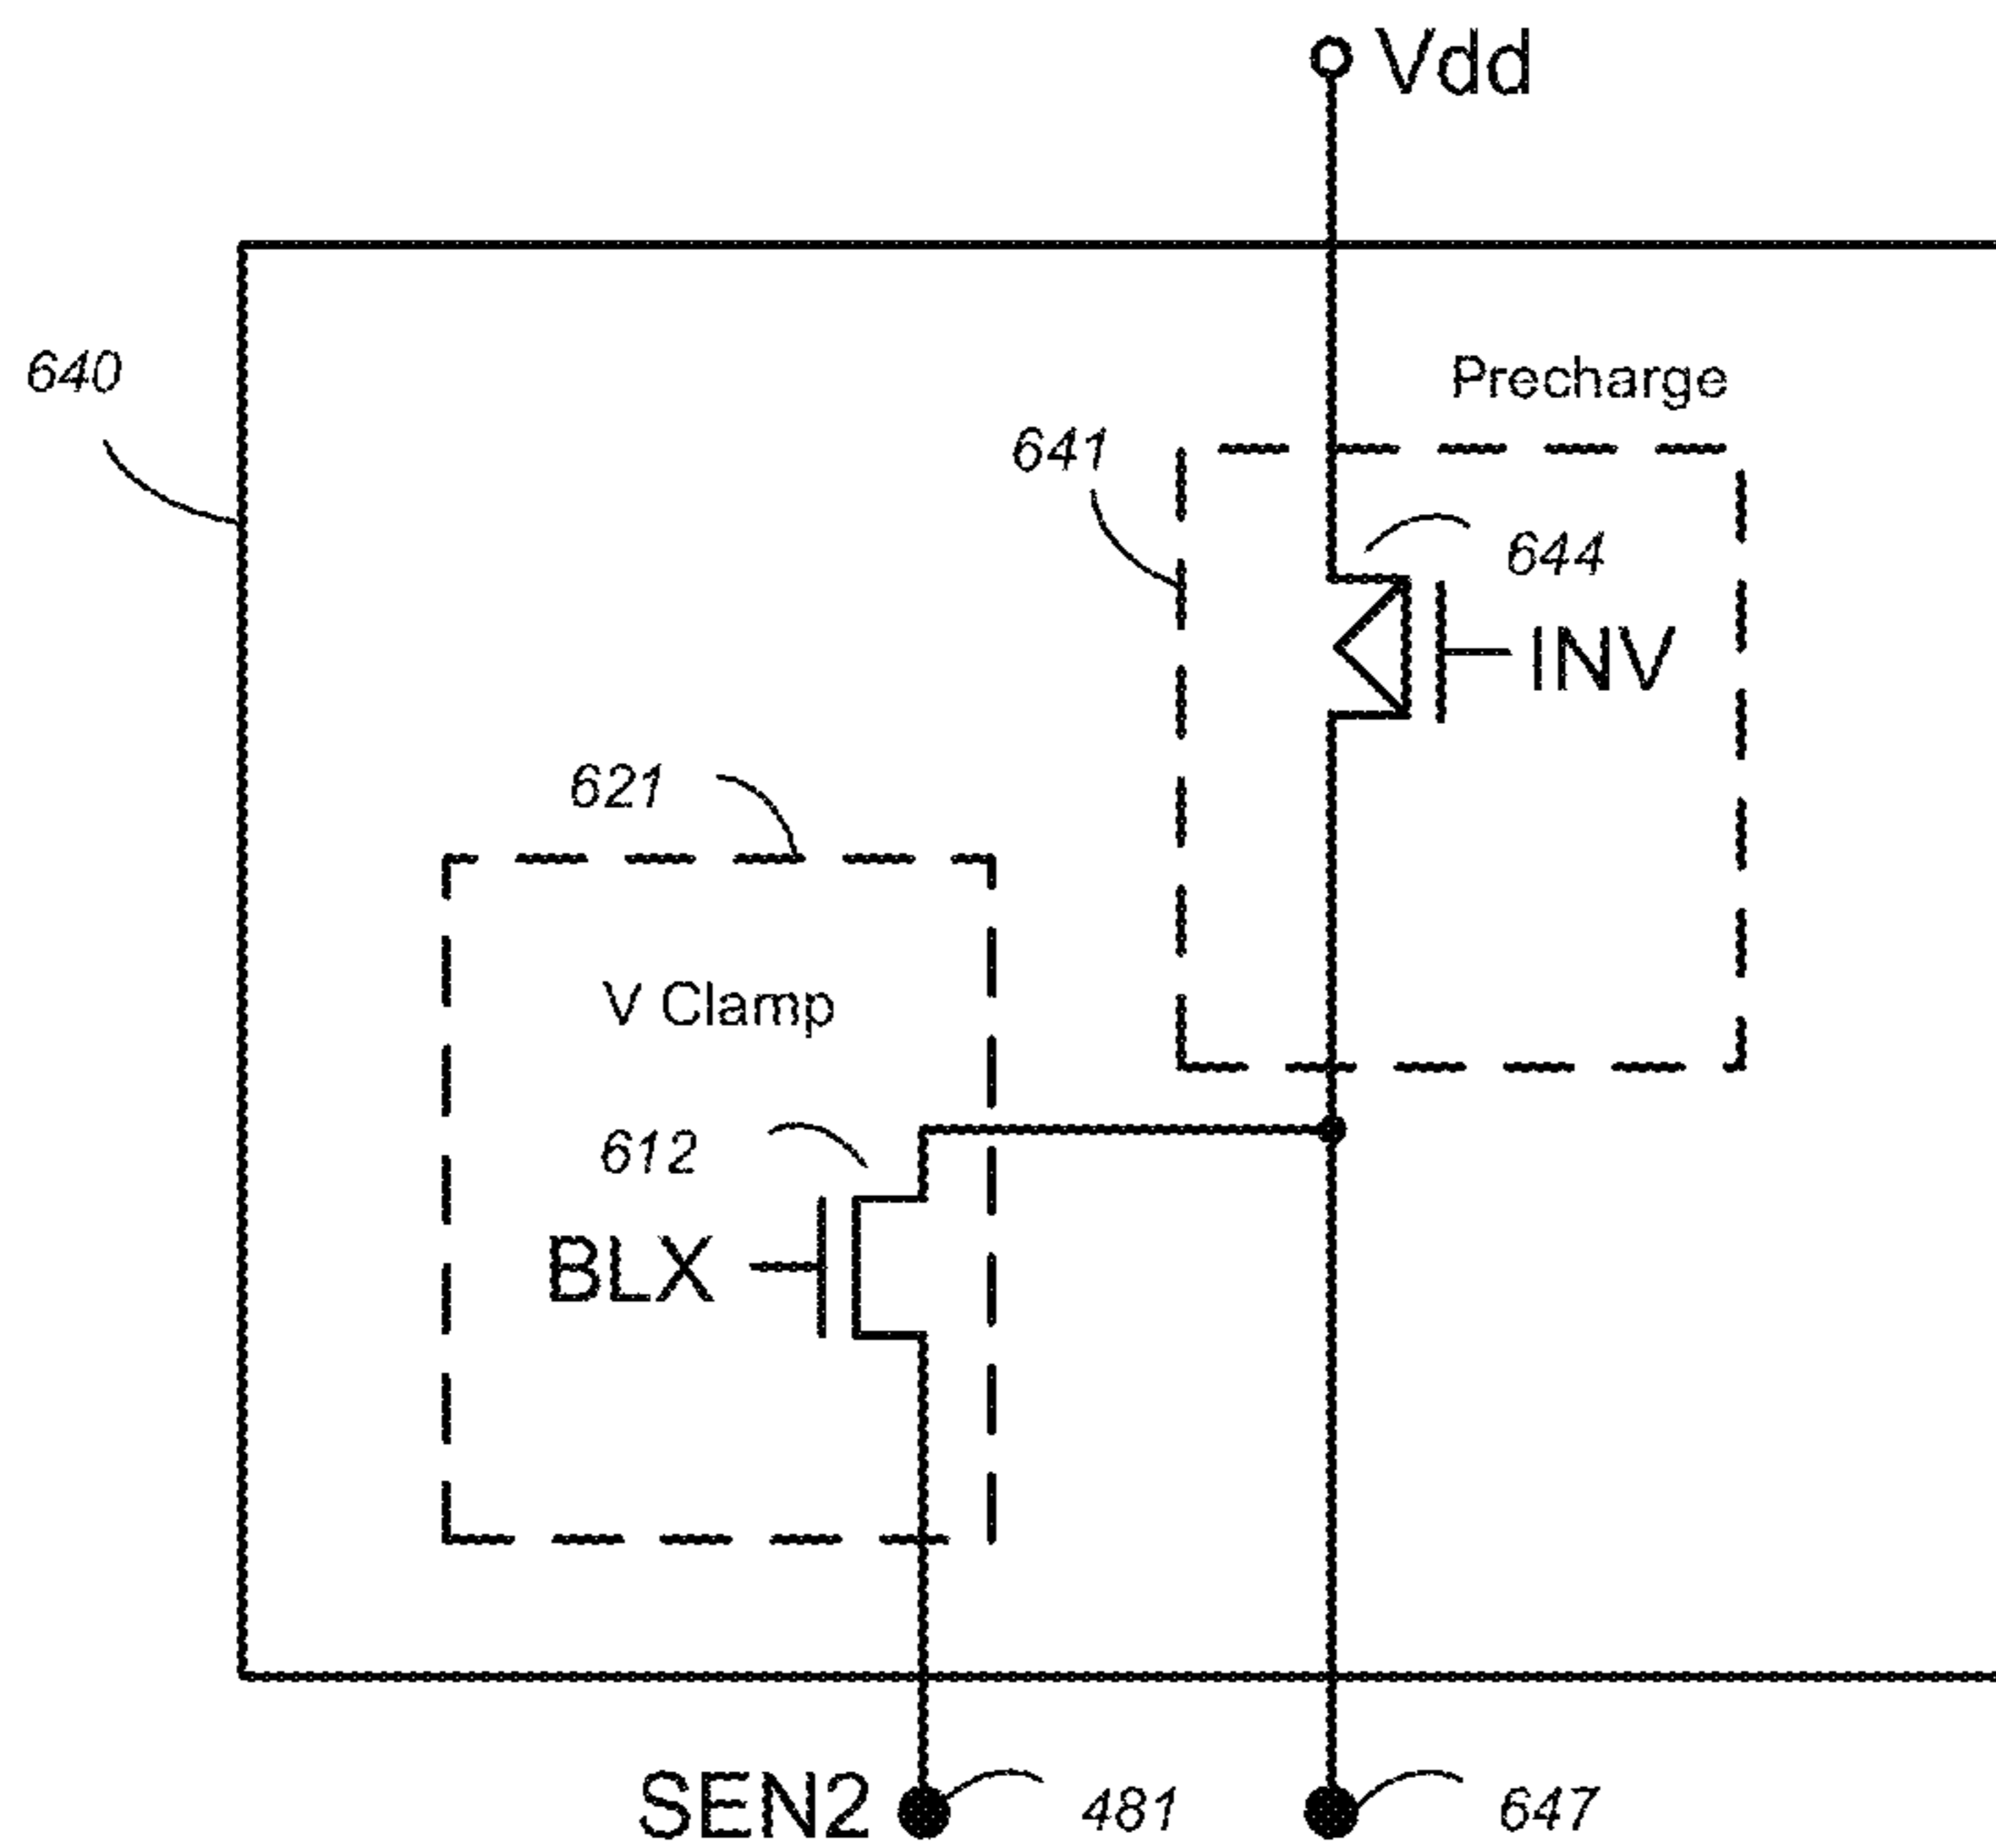 Vdd
640
Precharge
641
644
INV
621
V Clamp
612
BLX
SEN2
481
647